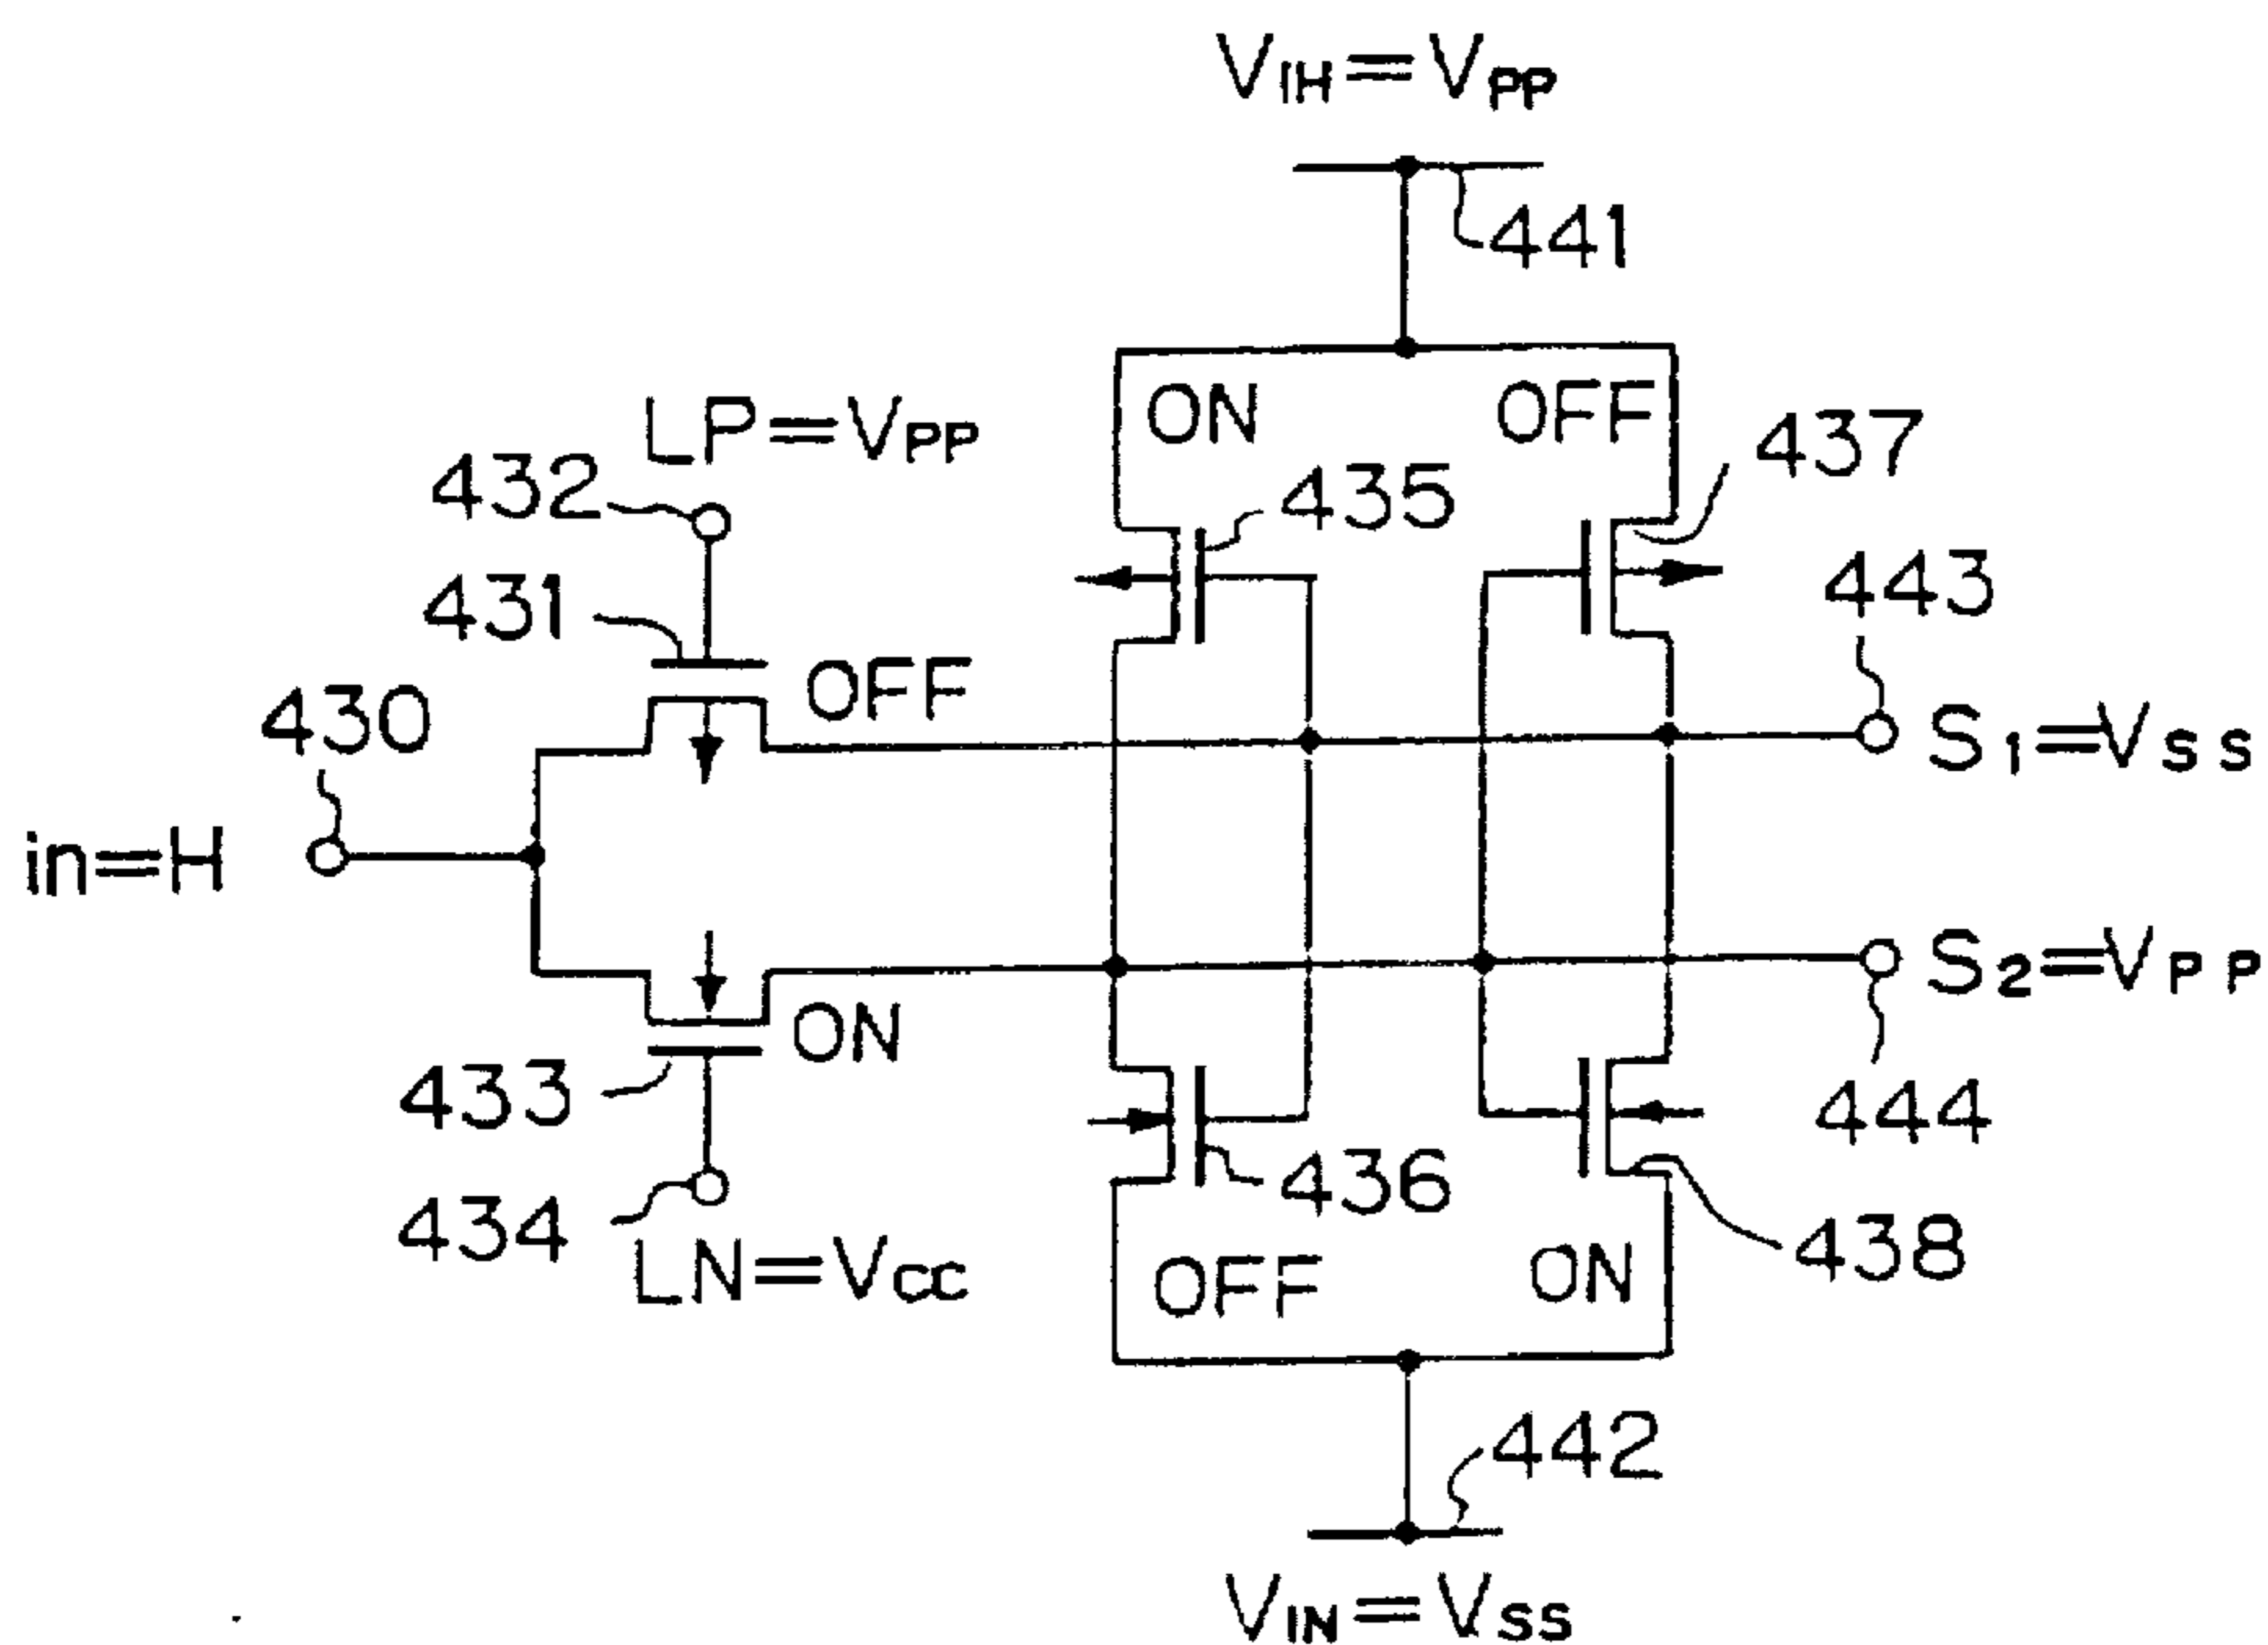 VIH=VPP
441
ON
OFF
437
LP=VPP
432
435
443
431
OFF
430
S1=VSS
in=H
S2=VPP
ON
433
444
434
436
438
LN=VCC
OFF
ON
442
VIN=VSS